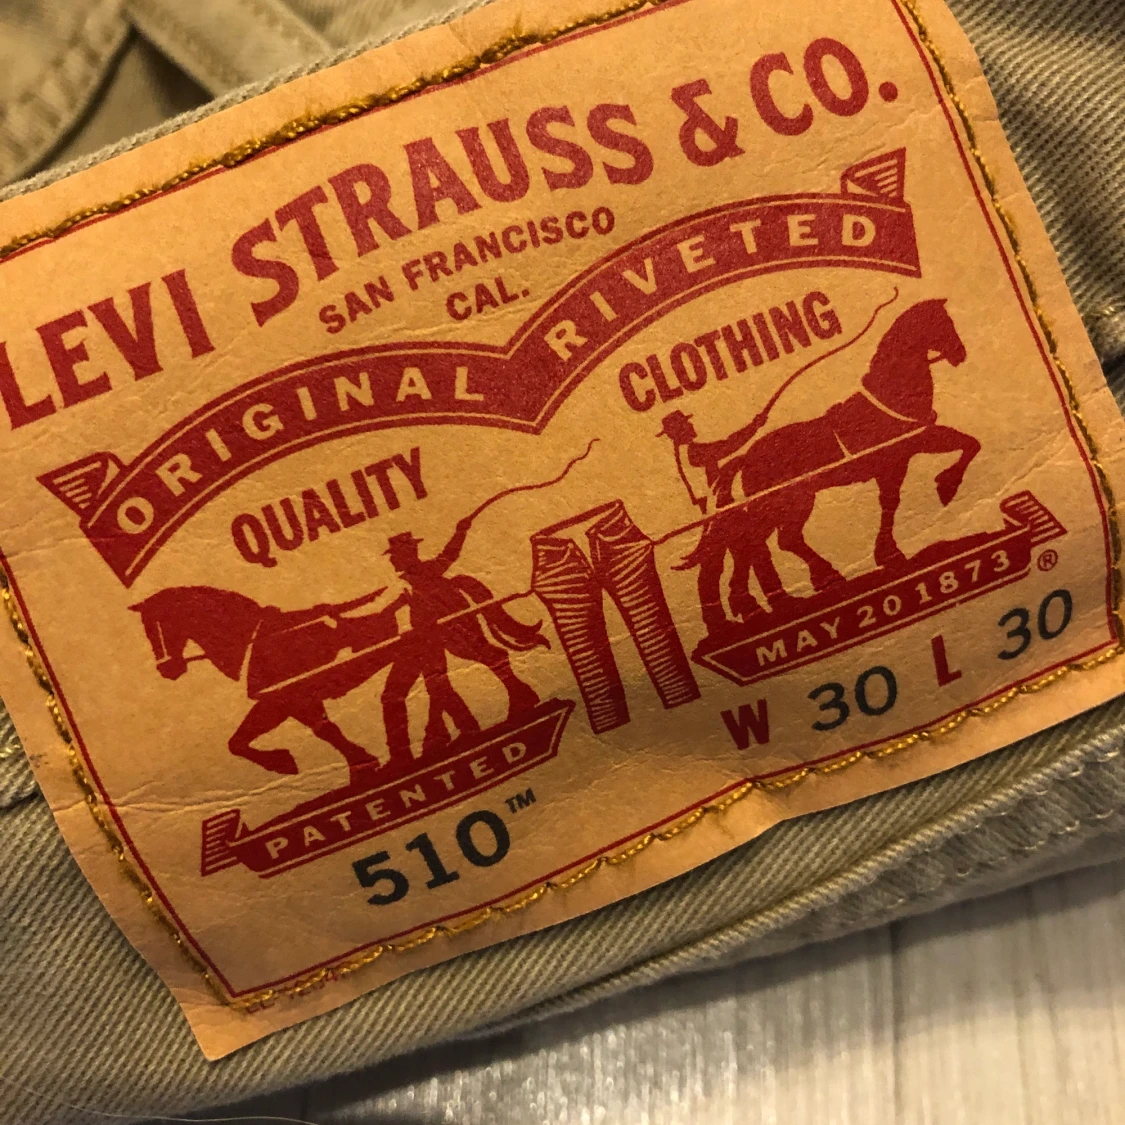 LEVI STRAUSS & CO.
SAN FRANCISCO
CAL.
ORIGINAL RIVETED
QUALITY CLOTHING
PATENTED MAY 20 1873 ®
510™ W 30 L 30